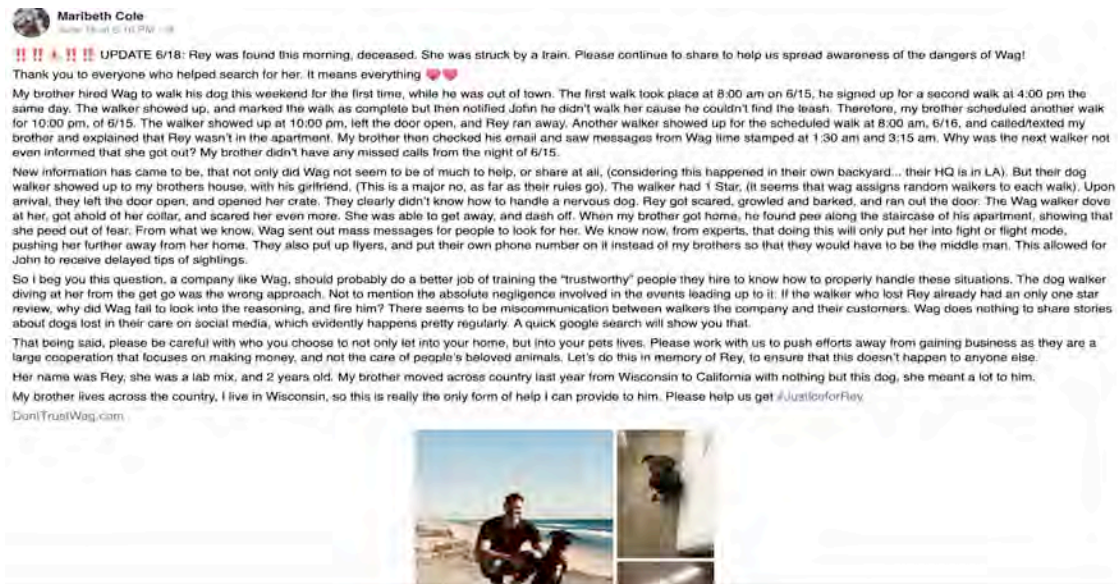 Maribeth Cole
‼️ ‼️ ‼️ ‼️ UPDATE 6/18: Rey was found this morning, deceased. She was struck by a train. Please continue to share to help us spread awareness of the dangers of Wag!
Thank you to everyone who helped search for her. It means everything
My brother hired Wag to walk his dog this weekend for the first time, while he was out of town. The first walk took place at 8:00 am on 6/15, he signed up for a second walk at 4:00 pm the
same day. The walker showed up, and marked the walk as complete but then notified John he didn't walk her cause he couldn't find the leash. Therefore, my brother scheduled another walk
for 10:00 pm, of 6/15. The walker showed up at 10:00 pm, left the door open, and Rey ran away. Another walker showed up for the scheduled walk at 8:00 am, 6/16, and called/texted my
brother and explained that Rey wasn't in the apartment. My brother then checked his email and saw messages from Wag time stamped at 1:30 am and 3:15 am. Why was the next walker not
even informed that she got out? My brother didn't have any missed calls from the night of 6/15.
New information has came to be, that not only did Wag not seem to be of much to help, or share at all, (considering this happened in their own backyard... their HQ is in LA). But their dog
walker showed up to my brothers house, with his girlfriend. (This is a major no, as far as their rules go). The walker had 1 Star, (it seems that wag assigns random walkers to each walk). Upon
arrival, they left the door open, and opened her crate. They clearly didn't know how to handle a nervous dog. Rey got scared, growled and barked, and ran out the door. The Wag walker dove
at her, got ahold of her collar, and scared her even more. She was able to get away, and dash off. When my brother got home, he found pee along the staircase of his apartment, showing that
she peed out of fear. From what we know, Wag sent out mass messages for people to look for her. We know now, from experts, that doing this will only put her into fight or flight mode,
pushing her further away from her home. They also put up flyers, and put their own phone number on it instead of my brothers so that they would have to be the middle man. This allowed for
John to receive delayed tips of sightings.
So i beg you this question, a company like Wag, should probably do a better job of training the "trustworthy" people they hire to know how to properly handle these situations. The dog walker
diving at her from the get go was the wrong approach. Not to mention the absolute negligence involved in the events leading up to it. If the walker who lost Rey already had an only one star
review, why did Wag fail to look into the reasoning, and fire him? There seems to be miscommunication between walkers the company and their customers. Wag does nothing to share stories
about dogs lost in their care on social media, which evidently happens pretty regularly. A quick google search will show you that.
That being said, please be careful with who you choose to not only let into your home, but into your pets lives. Please work with us to push efforts away from gaining business as they are a
large cooperation that focuses on making money, and not the care of people's beloved animals. Let's do this in memory of Rey, to ensure that this doesn't happen to anyone else.
Her name was Rey, she was a lab mix, and 2 years old. My brother moved across country last year from Wisconsin to California with nothing but this dog, she meant a lot to him.
My brother lives across the country, I live in Wisconsin, so this is really the only form of help I can provide to him. Please help us get #JusticeforRey
DontTrustWag.com